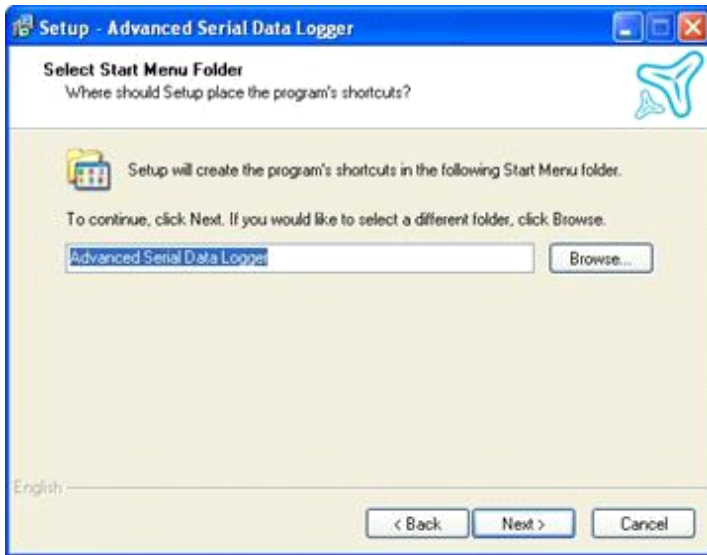 Setup - Advanced Serial Data Logger
Select Start Menu Folder
Where should Setup place the program's shortcuts?
Setup will create the program's shortcuts in the following Start Menu folder.
To continue, click Next. If you would like to select a different folder, click Browse.
Advanced Serial Data Logger
Browse...
English
< Back
Next >
Cancel